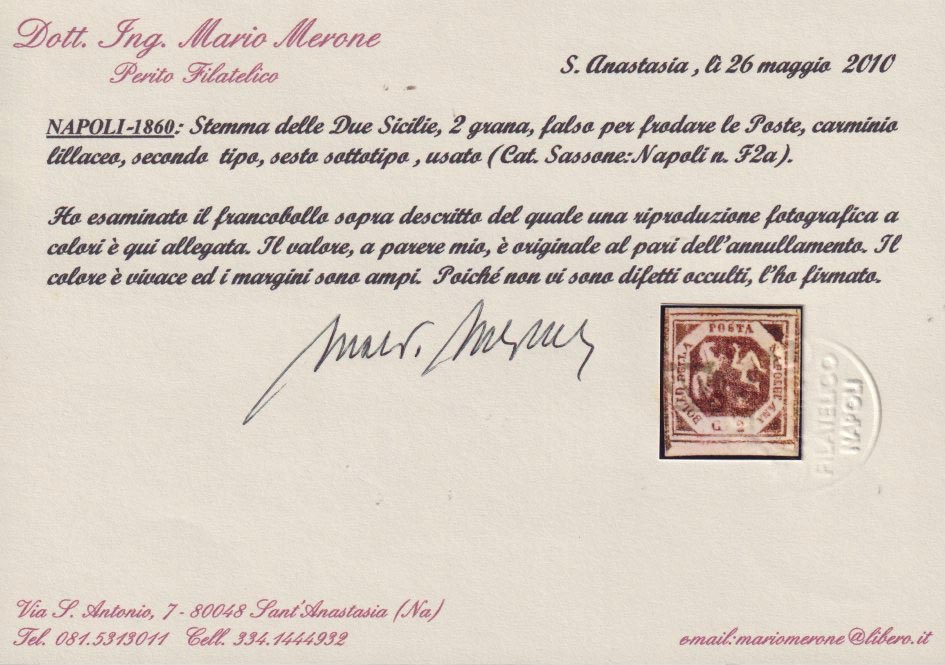 Dott. Ing. Mario Merone
Perito Filatelico
S. Anastasia, lì 26 maggio 2010
NAPOLI-1860: Stemma delle Due Sicilie, 2 grana, falso per frodare le Poste, carminio
lillaceo, secondo tipo, sesto sottotipo, usato (Cat. Sassone: Napoli n. F2a).
Ho esaminato il francobollo sopra descritto del quale una riproduzione fotografica a
colori è qui allegata. Il valore, a parere mio, è originale al pari dell'annullamento. Il
colore è vivace ed i margini sono ampi. Poiché non vi sono difetti occulti, l'ho firmato.
POSTA
BOLLO DELLA
NAPOLETANA
G 2
FILATELICO
NAPOLI
Via S. Antonio, 7 - 80048 Sant'Anastasia (Na)
Tel. 081.5313011 Cell. 334.1444932
email:mariomerone@libero.it